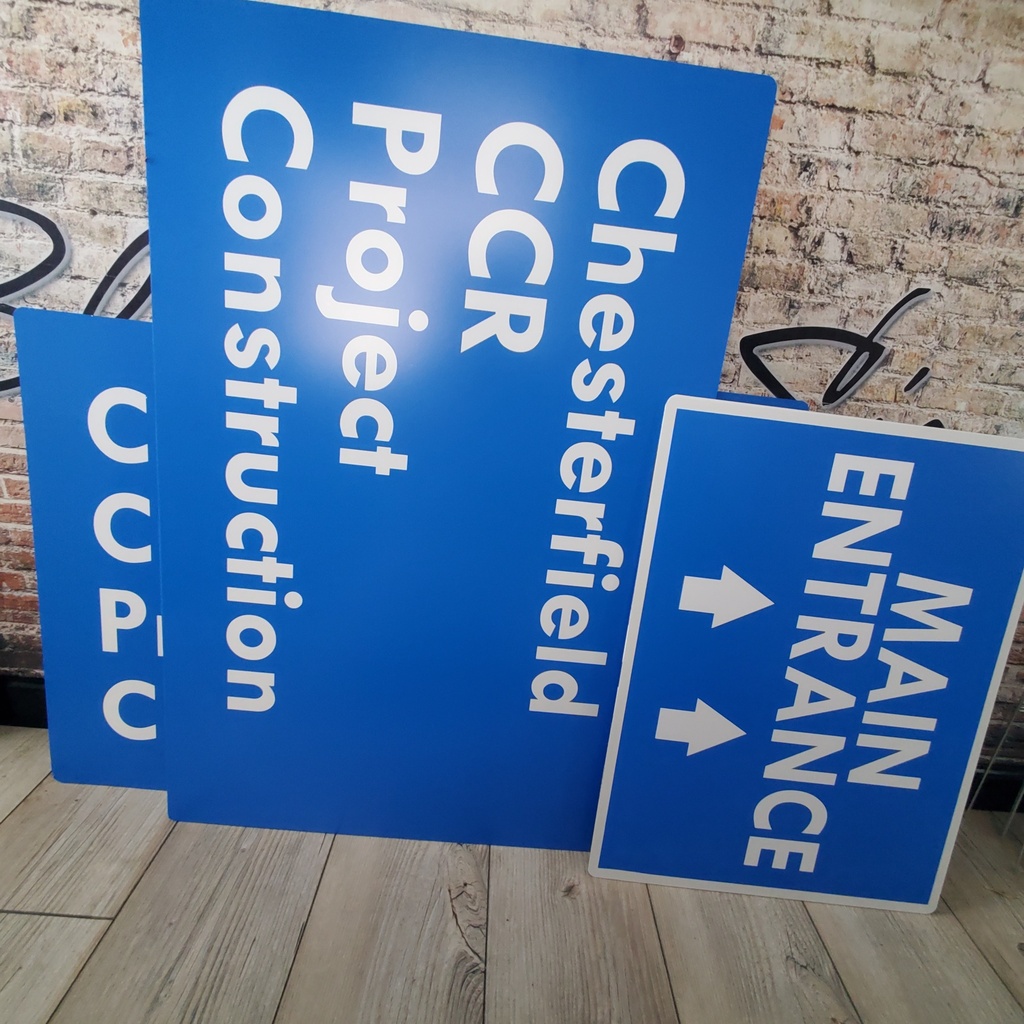 C
C
P
C
Chesterfield
CCR
Project
Construction
MAIN
ENTRANCE